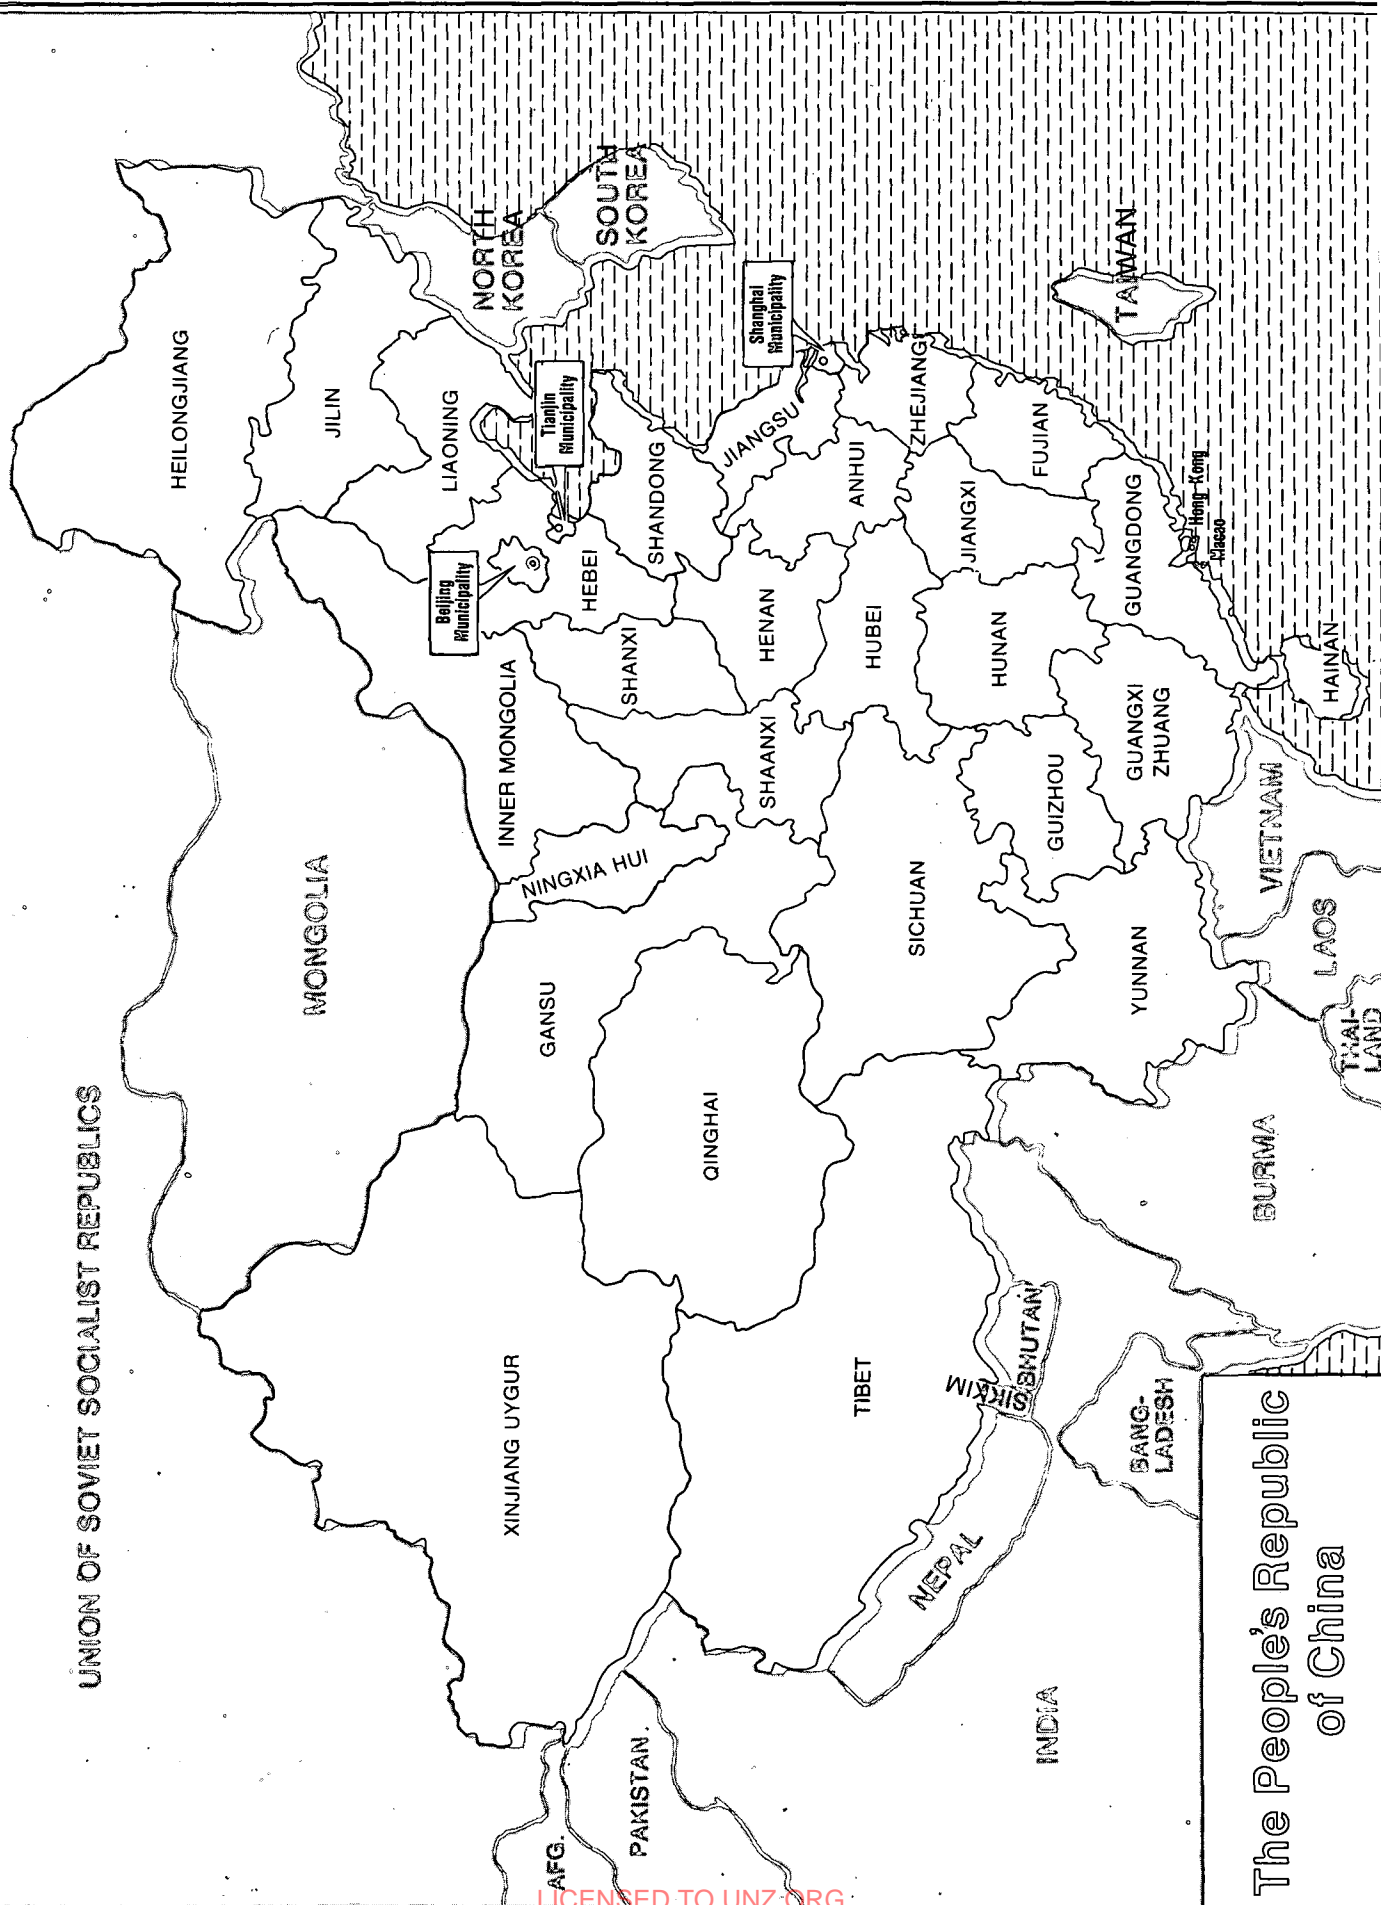 UNION OF SOVIET SOCIALIST REPUBLICS
HEILONGJIANG
MONGOLIA
JILIN
LIAONING
NORTH
KOREA
SOUTH
KOREA
Beijing
Municipality
Tianjin
Municipality
Shanghai
Municipality
INNER MONGOLIA
XINJIANG UYGUR
GANSU
NINGXIA HUI
HEBEI
SHANXI
SHANDONG
AFG.
PAKISTAN.
QINGHAI
SHAANXI
HENAN
JIANGSU
ANHUI
HUBEI
ZHEJIANG
TIBET
SICHUAN
NEPAL
SIKKIM
BHUTAN
HUNAN
JIANGXI
FUJIAN
TAIWAN
GUIZHOU
INDIA
BANG-
LADESH
YUNNAN
GUANGXI
ZHUANG
GUANGDONG
Hong Kong
Macao
BURMA
VIETNAM
LAOS
THAI-
LAND
HAINAN
The People's Republic
of China
LICENSED TO UNZ.ORG